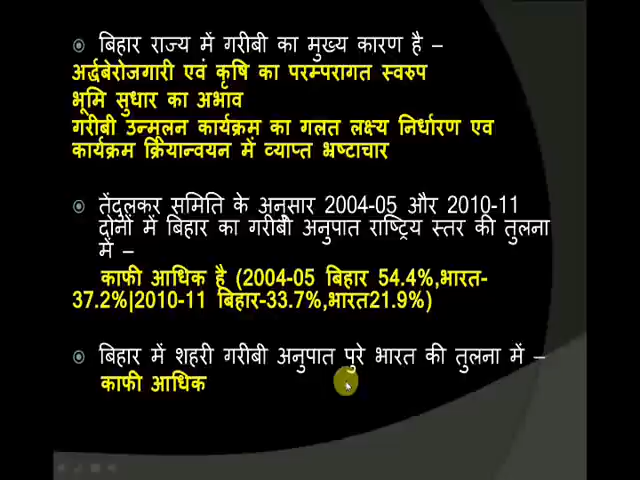 बिहार राज्य में गरीबी का मुख्य कारण है –
अर्द्धबेरोजगारी एवं कृषि का परम्परागत स्वरुप
भूमि सुधार का अभाव
गरीबी उन्मूलन कार्यक्रम का गलत लक्ष्य निर्धारण एव
कार्यक्रम क्रियान्वयन में व्याप्त भ्रष्टाचार
तेंदुलकर समिति के अनुसार 2004-05 और 2010-11
दोनों में बिहार का गरीबी अनुपात राष्ट्रिय स्तर की तुलना
में –
काफी आधिक है (2004-05 बिहार 54.4%,भारत-
37.2%|2010-11 बिहार-33.7%,भारत21.9%)
बिहार में शहरी गरीबी अनुपात पुरे भारत की तुलना में –
काफी आधिक